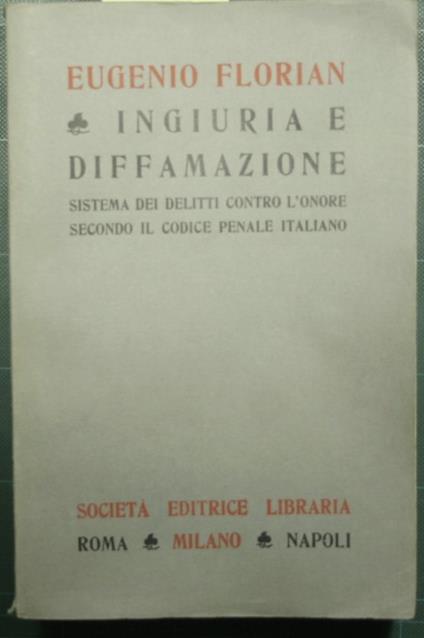 EUGENIO FLORIAN
INGIURIA E
DIFFAMAZIONE
SISTEMA DEI DELITTI CONTRO L'ONORE
SECONDO IL CODICE PENALE ITALIANO
SOCIETÀ EDITRICE LIBRARIA
ROMA MILANO NAPOLI